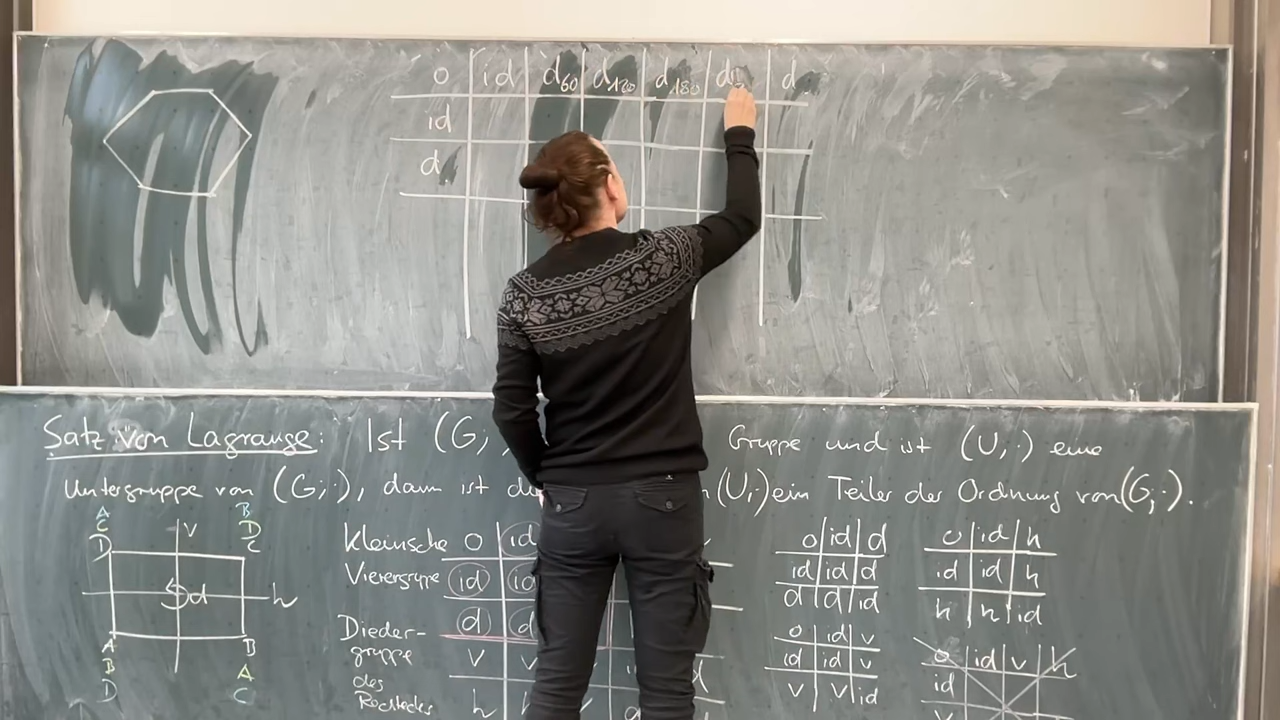 o id d60 d120 d180 d
id
d
Satz von Lagrange: Ist (G, Gruppe und ist (U,·) eine
Untergruppe von (G,·), dann ist (U,·) ein Teiler der Ordnung von (G,·).
A B
C D
D C
v
d h
A B
B A
D C
Kleinsche o id
Vierergruppe id id
d d
Dieder-
gruppe v
des
Rechtecks h
o id d
id id d
d d id
o id h
id id h
h h id
o id v
id id v
v v id
o id v h
id
v